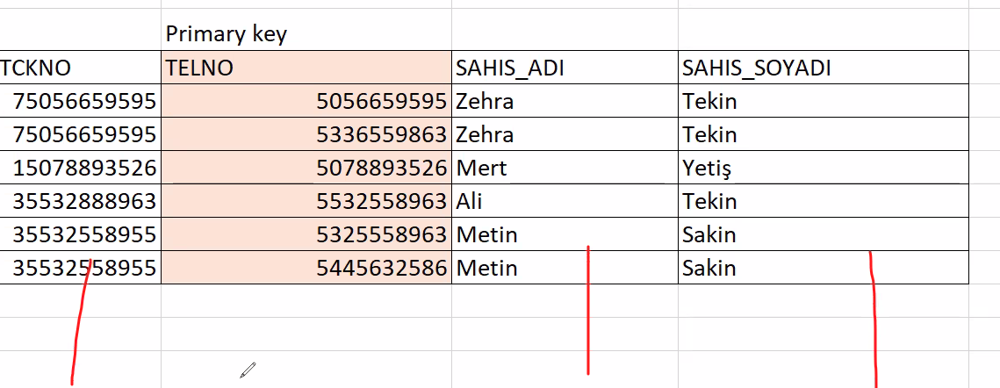 Primary key
TCKNO TELNO SAHIS_ADI SAHIS_SOYADI
75056659595 5056659595 Zehra Tekin
75056659595 5336559863 Zehra Tekin
15078893526 5078893526 Mert Yetiş
35532888963 5532558963 Ali Tekin
35532558955 5325558963 Metin Sakin
35532558955 5445632586 Metin Sakin